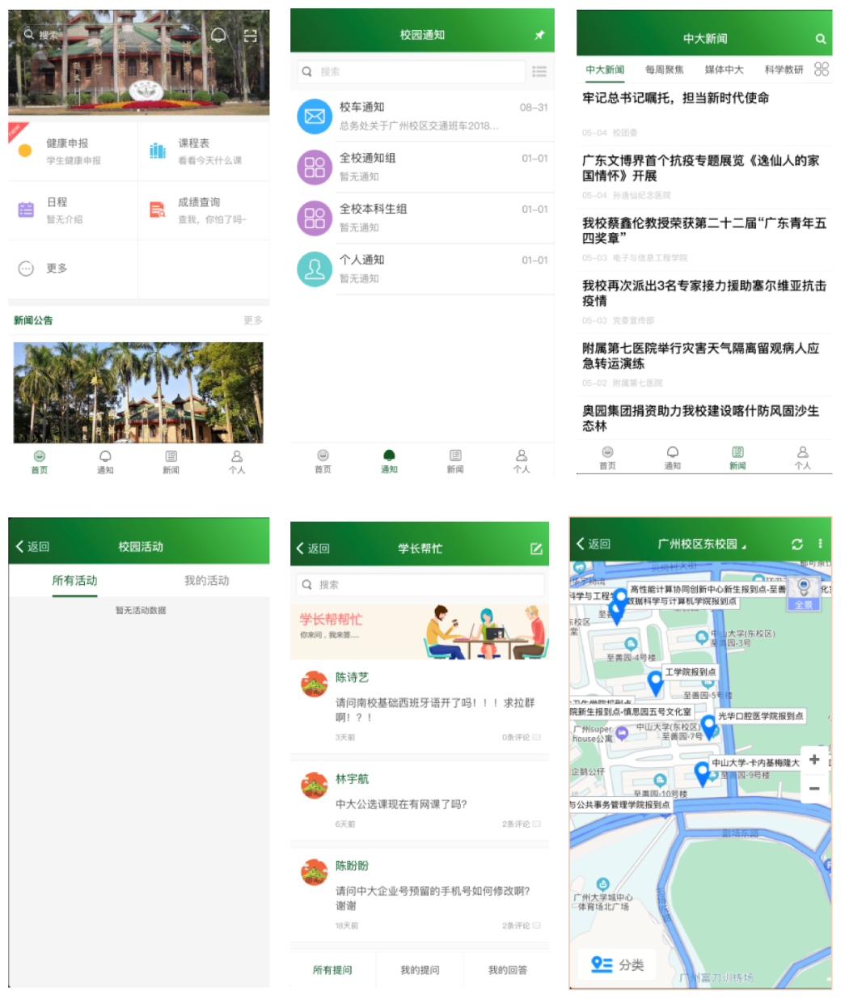 搜索
健康申报
学生健康申报
课程表
看看今天什么课
日程
暂无介绍
成绩查询
查我，你怕了吗~
更多
新闻公告
更多
首页
通知
新闻
个人
校园通知
搜索
校车通知
08-31
总务处关于广州校区交通班车2018...
全校通知组
01-01
暂无通知
全校本科生组
01-01
暂无通知
个人通知
01-01
暂无通知
首页
通知
新闻
个人
中大新闻
中大新闻
每周聚焦
媒体中大
科学教研
牢记总书记嘱托，担当新时代使命
05-04 校团委
广东文博界首个抗疫专题展览《逸仙人的家
国情怀》开展
05-04 孙逸仙纪念医院
我校蔡鑫伦教授荣获第二十二届“广东青年五
四奖章”
05-03 电子与信息工程学院
我校再次派出3名专家接力援助塞尔维亚抗击
疫情
05-03 党委宣传部
附属第七医院举行灾害天气隔离留观病人应
急转运演练
05-02 附属第七医院
奥园集团捐资助力我校建设喀什防风固沙生
态林
首页
通知
新闻
个人
返回
校园活动
所有活动
我的活动
暂无活动数据
返回
学长帮忙
搜索
学长帮帮忙
你来问，我来答....
陈诗艺
请问南校基础西班牙语开了吗！！！求拉群
啊！？！
3天前
0条评论
林宇航
中大公选课现在有网课了吗?
6天前
2条评论
陈盼盼
请问中大企业号预留的手机号如何修改啊?
谢谢
18天前
2条评论
所有提问
我的提问
我的回答
返回
广州校区东校园
高性能计算协同创新中心新生报到点-至善
数据科学与计算机学院报到点
全景
中山大学(东校区)
至善园-3号
至善园-4号楼
工学院报到点
至善园-5号楼
院新生报到点-慎思园五号文化室
光华口腔医学院报到点
广州super
house公寓
中山大学(东校区)
至善园-7号
中山大学-卡内基梅隆大
企鹅公仔
至善园-9号楼
至善园-10号楼
与公共事务管理学院报到点
广州大学城中心
体育场北广场
分类